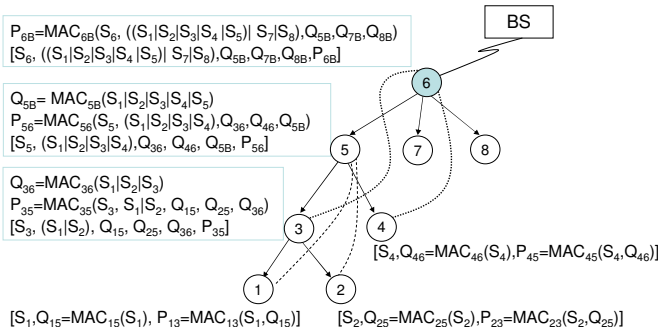 P6B=MAC6B(S6, ((S1|S2|S3|S4 |S5)| S7|S8),Q5B,Q7B,Q8B)
[S6, ((S1|S2|S3|S4 |S5)| S7|S8),Q5B,Q7B,Q8B,P6B]
BS
6
Q5B= MAC5B(S1|S2|S3|S4|S5)
P56=MAC56(S5, (S1|S2|S3|S4),Q36,Q46,Q5B)
[S5, (S1|S2|S3|S4),Q36, Q46, Q5B, P56]
5
7
8
Q36=MAC36(S1|S2|S3)
P35=MAC35(S3, S1|S2, Q15, Q25, Q36)
[S3, (S1|S2), Q15, Q25, Q36, P35]
3
4
[S4,Q46=MAC46(S4),P45=MAC45(S4,Q46)]
1
2
[S1,Q15=MAC15(S1), P13=MAC13(S1,Q15)]
[S2,Q25=MAC25(S2),P23=MAC23(S2,Q25)]